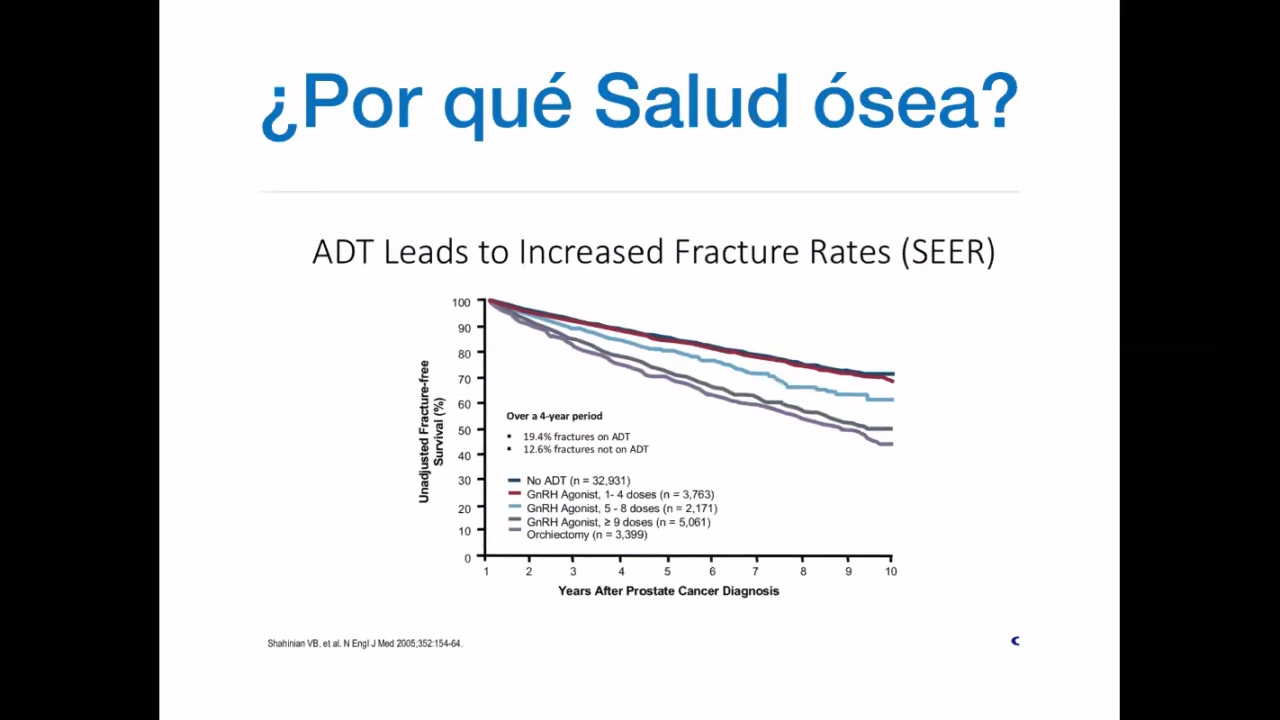 ¿Por qué Salud ósea?
ADT Leads to Increased Fracture Rates (SEER)
Unadjusted Fracture-free
Survival (%)
100
90
80
70
60
50
40
30
20
10
0
Over a 4-year period
• 19.4% fractures on ADT
• 12.6% fractures not on ADT
No ADT (n = 32,931)
GnRH Agonist, 1- 4 doses (n = 3,763)
GnRH Agonist, 5 - 8 doses (n = 2,171)
GnRH Agonist, ≥ 9 doses (n = 5,061)
Orchiectomy (n = 3,399)
1 2 3 4 5 6 7 8 9 10
Years After Prostate Cancer Diagnosis
Shahinian VB, et al. N Engl J Med 2005;352:154-64.